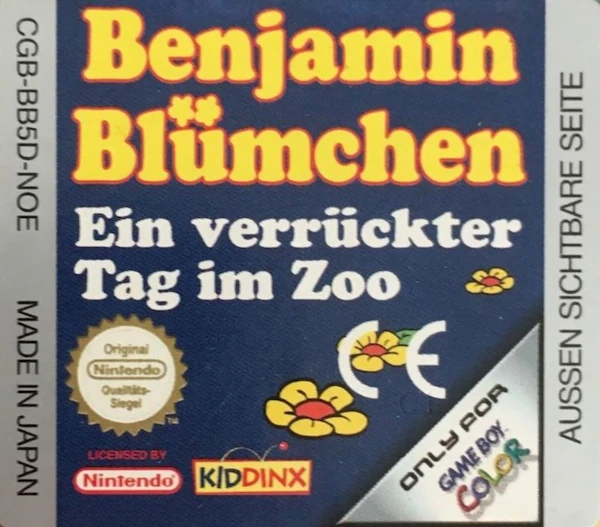 Benjamin
Blümchen
Ein verrückter
Tag im Zoo
CGB-BB5D-NOE
MADE IN JAPAN
AUSSEN SICHTBARE SEITE
Original
Nintendo
Qualitäts-
Siegel
TM
CE
LICENSED BY
Nintendo
KIDDINX
ONLY FOR
GAME BOY
COLOR